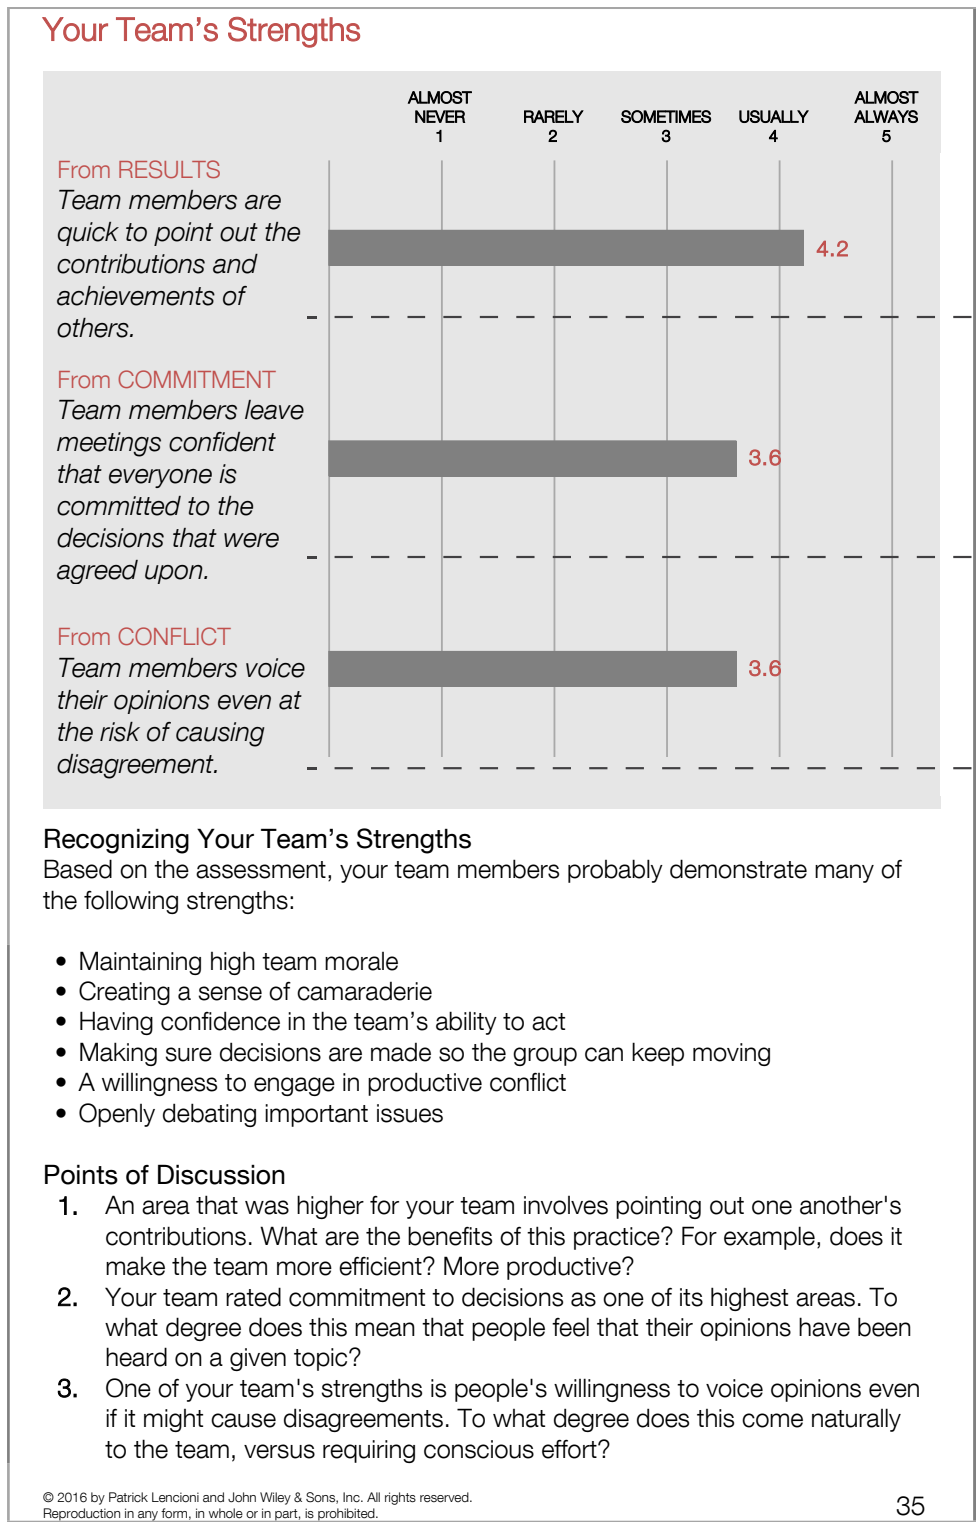 Your Team's Strengths
ALMOST NEVER 1
RARELY 2
SOMETIMES 3
USUALLY 4
ALMOST ALWAYS 5
From RESULTS
Team members are
quick to point out the
contributions and
achievements of
others.
4.2
From COMMITMENT
Team members leave
meetings confident
that everyone is
committed to the
decisions that were
agreed upon.
3.6
From CONFLICT
Team members voice
their opinions even at
the risk of causing
disagreement.
3.6
Recognizing Your Team's Strengths
Based on the assessment, your team members probably demonstrate many of
the following strengths:
• Maintaining high team morale
• Creating a sense of camaraderie
• Having confidence in the team's ability to act
• Making sure decisions are made so the group can keep moving
• A willingness to engage in productive conflict
• Openly debating important issues
Points of Discussion
1. An area that was higher for your team involves pointing out one another's
contributions. What are the benefits of this practice? For example, does it
make the team more efficient? More productive?
2. Your team rated commitment to decisions as one of its highest areas. To
what degree does this mean that people feel that their opinions have been
heard on a given topic?
3. One of your team's strengths is people's willingness to voice opinions even
if it might cause disagreements. To what degree does this come naturally
to the team, versus requiring conscious effort?
© 2016 by Patrick Lencioni and John Wiley & Sons, Inc. All rights reserved.
Reproduction in any form, in whole or in part, is prohibited.
35